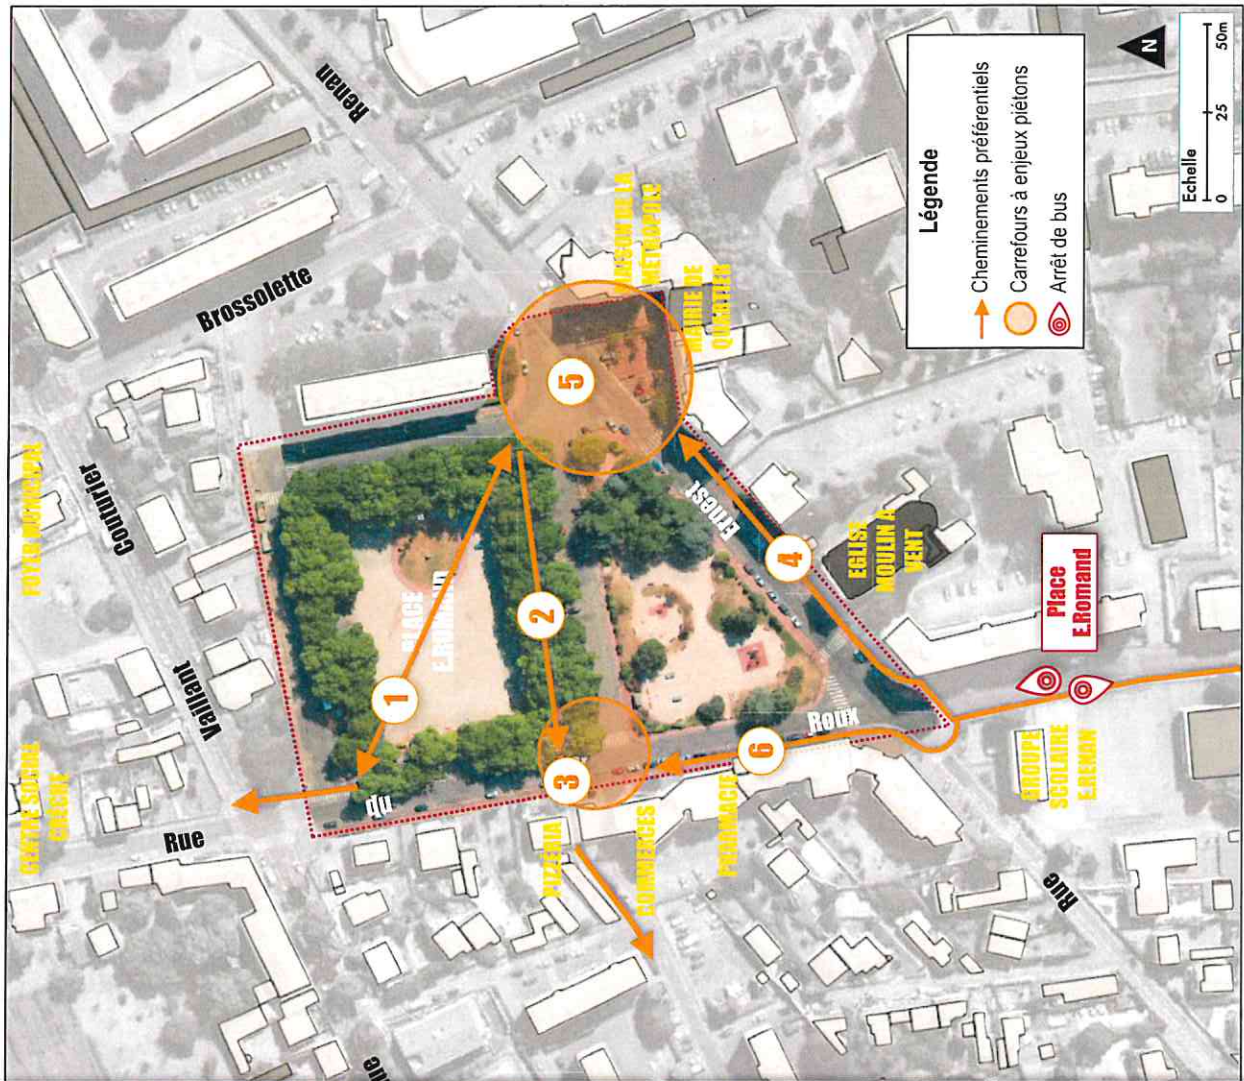 Renan
Brossolette
FOYER MUNICIPAL
Couturier
CENTRE SOCIAL
CRÈCHE
Vaillant
Rue
du
PLACE
E.ROMAND
1
2
3
4
5
6
MAISON DE LA
MÉTROPOLE
MAIRIE DE
QUARTIER
Ernest
EGLISE
MOULIN A
VENT
Roux
PIZZÉRIA
COMMERCES
PHARMACIE
Place
E.Romand
GROUPE
SCOLAIRE
E.RENAN
Rue
Légende
Cheminements préférentiels
Carrefours à enjeux piétons
Arrêt de bus
N
Echelle
0 25 50m